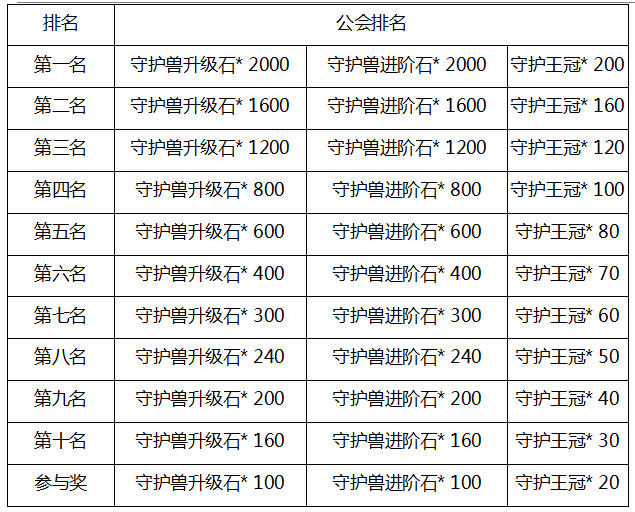 排名 公会排名
第一名 守护兽升级石* 2000 守护兽进阶石* 2000 守护王冠* 200
第二名 守护兽升级石* 1600 守护兽进阶石* 1600 守护王冠* 160
第三名 守护兽升级石* 1200 守护兽进阶石* 1200 守护王冠* 120
第四名 守护兽升级石* 800 守护兽进阶石* 800 守护王冠* 100
第五名 守护兽升级石* 600 守护兽进阶石* 600 守护王冠* 80
第六名 守护兽升级石* 400 守护兽进阶石* 400 守护王冠* 70
第七名 守护兽升级石* 300 守护兽进阶石* 300 守护王冠* 60
第八名 守护兽升级石* 240 守护兽进阶石* 240 守护王冠* 50
第九名 守护兽升级石* 200 守护兽进阶石* 200 守护王冠* 40
第十名 守护兽升级石* 160 守护兽进阶石* 160 守护王冠* 30
参与奖 守护兽升级石* 100 守护兽进阶石* 100 守护王冠* 20